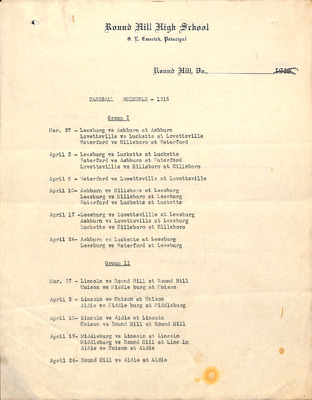 Round Hill High School
O. L. Emerick, Principal
Round Hill, Va.,
BASEBALL SCHEDULE - 1915
Group I
Mar. 27 - Leesburg vs Ashburn at Ashburn
Lovettsville vs Lucketts at Lovettsville
Waterford vs Hillsboro at Waterford
April 3 - Leesburg vs Lucketts at Lucketts
Waterford vs Ashburn at Waterford
Lovettsville vs Hillsboro at Hillsboro
April 6 - Waterford vs Lovettsville at Lovettsville
April 10- Ashburn vs Hillsboro at Leesburg
Leesburg vs Hillsboro at Leesburg
Waterford vs Lucketts at Lucketts
April 17 -Leesburg vs Lovettsville at Leesburg
Ashburn vs Lovettsville at Leesburg
Lucketts vs Hillsboro at Hillsboro
April 24- Ashburn vs Lucketts at Leesburg
Leesburg vs Waterford at Leesburg
Group II
Mar. 27 - Lincoln vs Round Hill at Round Hill
Unison vs Middle burg at Unison
April 3 - Lincoln vs Unison at Unison
Aldie vs Middle burg at Middleburg
April 10- Lincoln vs Aldie at Lincoln
Unison vs Round Hill at Round Hill
April 17- Middleburg vs Lincoln at Lincoln
Middleburg vs Round Hill at Lincoln
Aldie vs Unison at Aldie
April 24- Round Hill vs Aldie at Aldie